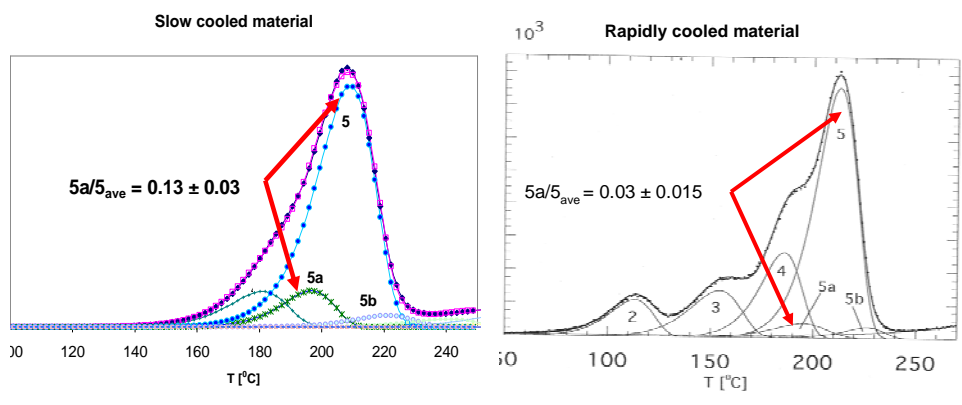 Slow cooled material
5
5a/5ave = 0.13 ± 0.03
5a
5b
00 120 140 160 180 200 220 240
T [°C]
10³ Rapidly cooled material
5
5a/5ave = 0.03 ± 0.015
4
5a
5b
3
2
50 100 150 200 250
T [°C]